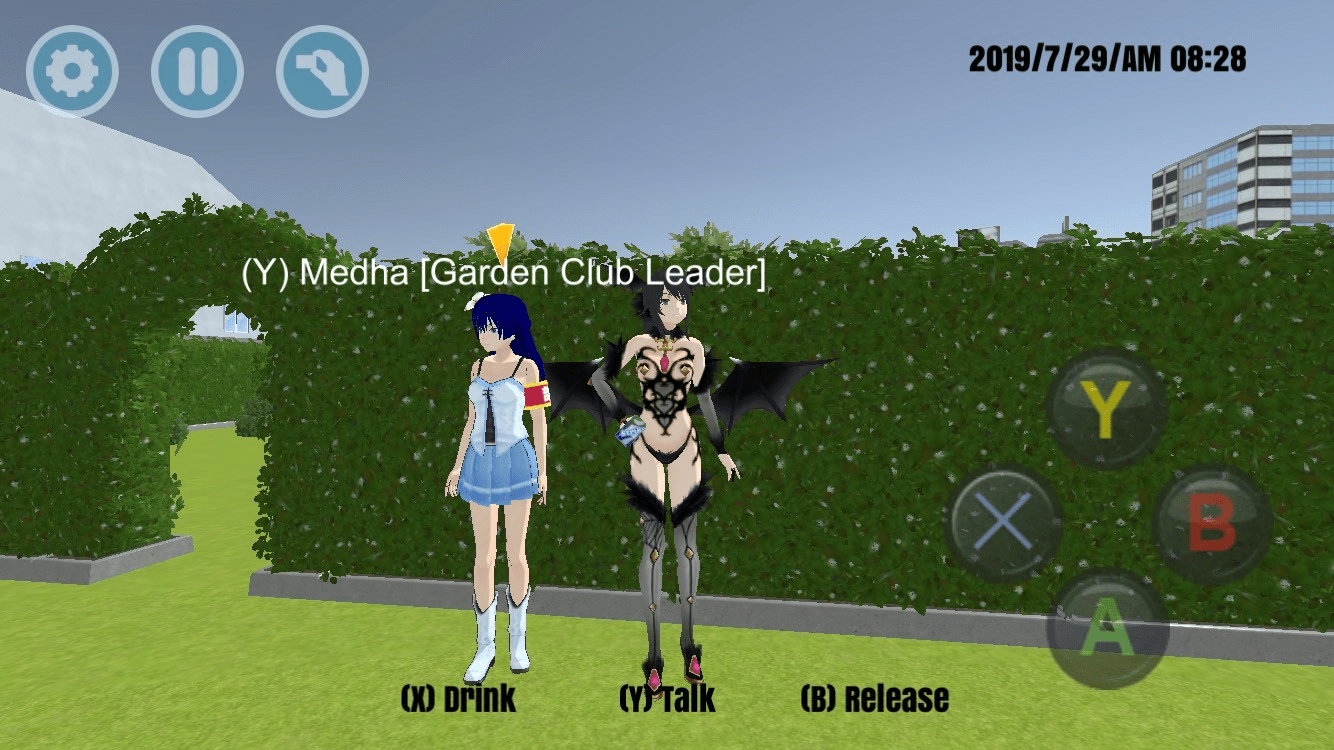 2019/7/29/AM 08:28
(Y) Medha [Garden Club Leader]
Y
X
B
A
(X) Drink
(Y) Talk
(B) Release